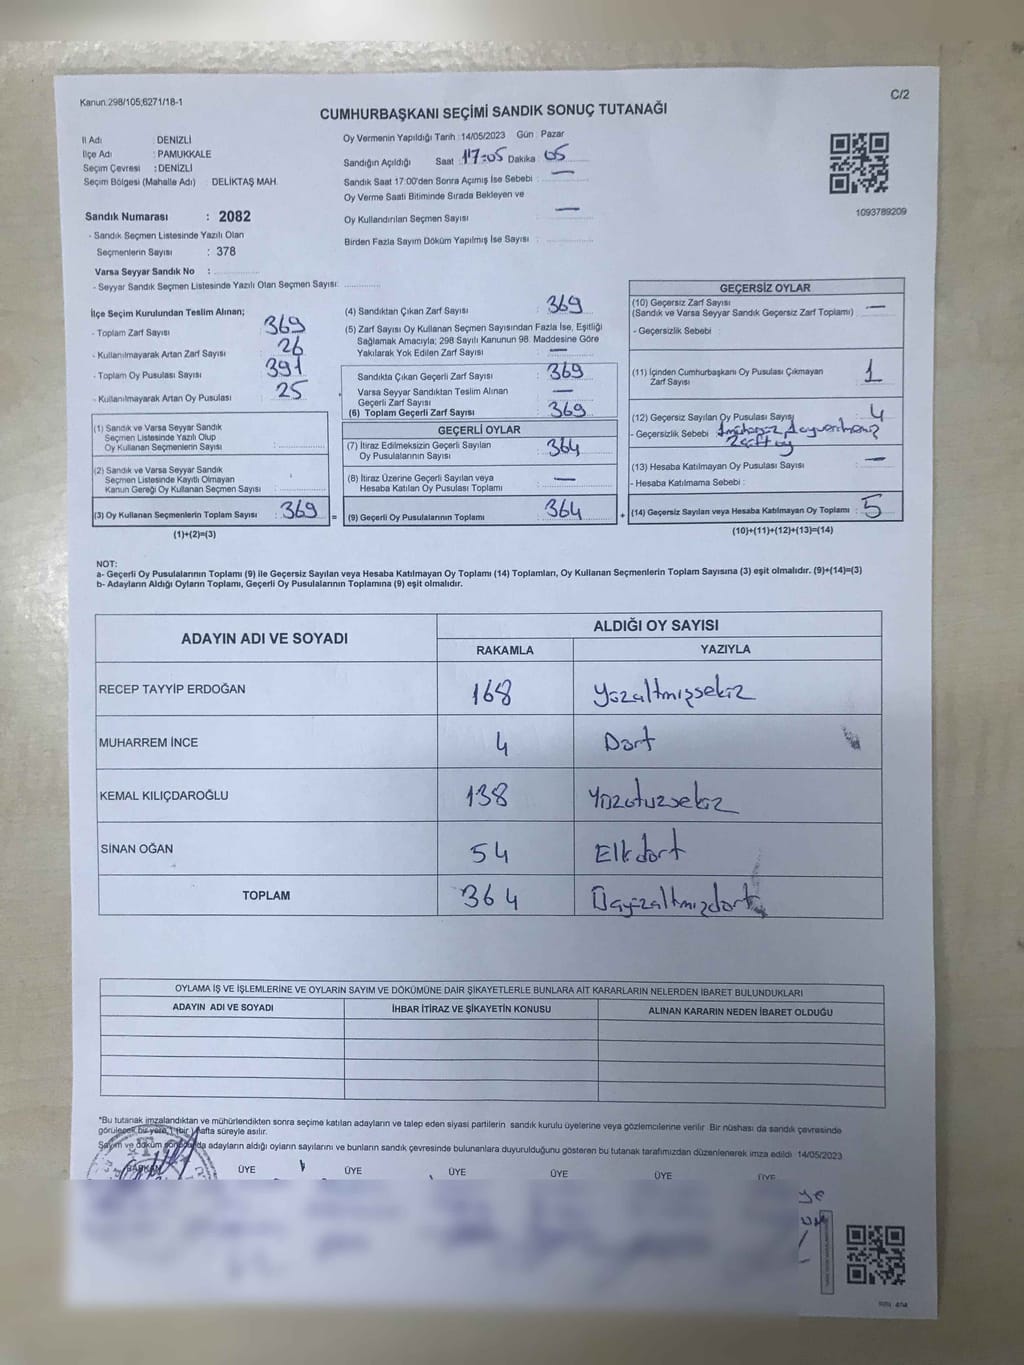 Kanun.298/105;6271/18-1
C/2
CUMHURBAŞKANI SEÇİMİ SANDIK SONUÇ TUTANAĞI
İl Adı DENİZLİ
İlçe Adı : PAMUKKALE
Seçim Çevresi : DENİZLİ
Seçim Bölgesi (Mahalle Adı) DELİKTAŞ MAH.
Oy Vermenin Yapıldığı Tarih : 14/05/2023 Gün : Pazar
Sandığın Açıldığı Saat : 17:05 Dakika : 05
Sandık Saat 17:00'den Sonra Açımış İse Sebebi : —
Oy Verme Saati Bitiminde Sırada Bekleyen ve
Oy Kullandırılan Seçmen Sayısı : —
Birden Fazla Sayım Döküm Yapılmış İse Sayısı :
1093789209
Sandık Numarası : 2082
- Sandık Seçmen Listesinde Yazılı Olan
Seçmenlerin Sayısı : 378
Varsa Seyyar Sandık No :
- Seyyar Sandık Seçmen Listesinde Yazılı Olan Seçmen Sayısı:
İlçe Seçim Kurulundan Teslim Alınan;
- Toplam Zarf Sayısı 369
- Kullanılmayarak Artan Zarf Sayısı 26
- Toplam Oy Pusulası Sayısı 391
- Kullanılmayarak Artan Oy Pusulası 25
(1) Sandık ve Varsa Seyyar Sandık
Seçmen Listesinde Yazılı Olup
Oy Kullanan Seçmenlerin Sayısı :
(2) Sandık ve Varsa Seyyar Sandık
Seçmen Listesinde Kayıtlı Olmayan
Kanun Gereği Oy Kullanan Seçmen Sayısı :
(3) Oy Kullanan Seçmenlerin Toplam Sayısı : 369
(1)+(2)=(3)
(4) Sandıktan Çıkan Zarf Sayısı 369
(5) Zarf Sayısı Oy Kullanan Seçmen Sayısından Fazla İse, Eşitliği
Sağlamak Amacıyla; 298 Sayılı Kanunun 98. Maddesine Göre
Yakılarak Yok Edilen Zarf Sayısı : —
Sandıkta Çıkan Geçerli Zarf Sayısı : 369
Varsa Seyyar Sandıktan Teslim Alınan
Geçerli Zarf Sayısı : —
(6) Toplam Geçerli Zarf Sayısı : 369
GEÇERLİ OYLAR
(7) İtiraz Edilmeksizin Geçerli Sayılan
Oy Pusulalarının Sayısı : 364
(8) İtiraz Üzerine Geçerli Sayılan veya
Hesaba Katılan Oy Pusulası Toplamı : —
= (9) Geçerli Oy Pusulalarının Toplamı : 364
GEÇERSİZ OYLAR
(10) Geçersiz Zarf Sayısı
(Sandık ve Varsa Seyyar Sandık Geçersiz Zarf Toplamı) : —
- Geçersizlik Sebebi :
(11) İçinden Cumhurbaşkanı Oy Pusulası Çıkmayan
Zarf Sayısı : 1
(12) Geçersiz Sayılan Oy Pusulası Sayısı : 4
- Geçersizlik Sebebi :
(13) Hesaba Katılmayan Oy Pusulası Sayısı : —
- Hesaba Katılmama Sebebi :
+ (14) Geçersiz Sayılan veya Hesaba Katılmayan Oy Toplamı : 5
(10)+(11)+(12)+(13)=(14)
NOT:
a- Geçerli Oy Pusulalarının Toplamı (9) ile Geçersiz Sayılan veya Hesaba Katılmayan Oy Toplamı (14) Toplamları, Oy Kullanan Seçmenlerin Toplam Sayısına (3) eşit olmalıdır. (9)+(14)=(3)
b- Adayların Aldığı Oyların Toplamı, Geçerli Oy Pusulalarının Toplamına (9) eşit olmalıdır.
ADAYIN ADI VE SOYADI ALDIĞI OY SAYISI
RAKAMLA YAZIYLA
RECEP TAYYİP ERDOĞAN 168 Yüzaltmışsekiz
MUHARREM İNCE 4 Dört
KEMAL KILIÇDAROĞLU 138 Yüzotuzsekiz
SİNAN OĞAN 54 Ellidört
TOPLAM 364 Üçyüzaltmışdört
OYLAMA İŞ VE İŞLEMLERİNE VE OYLARIN SAYIM VE DÖKÜMÜNE DAİR ŞİKAYETLERLE BUNLARA AİT KARARLARIN NELERDEN İBARET BULUNDUKLARI
ADAYIN ADI VE SOYADI İHBAR İTİRAZ VE ŞİKAYETİN KONUSU ALINAN KARARIN NEDEN İBARET OLDUĞU
*Bu tutanak imzalandıktan ve mühürlendikten sonra seçime katılan adayların ve talep eden siyasi partilerin sandık kurulu üyelerine veya gözlemcilerine verilir. Bir nüshası da sandık çevresinde
görülecek bir yere 1 (bir) hafta süreyle asılır.
Sayım ve döküm sonunda adayların aldığı oyların sayılarını ve bunların sandık çevresinde bulunanlara duyurulduğunu gösteren bu tutanak tarafımızdan düzenlenerek imza edildi. 14/05/2023
BAŞKAN ÜYE ÜYE ÜYE ÜYE ÜYE ÜYE